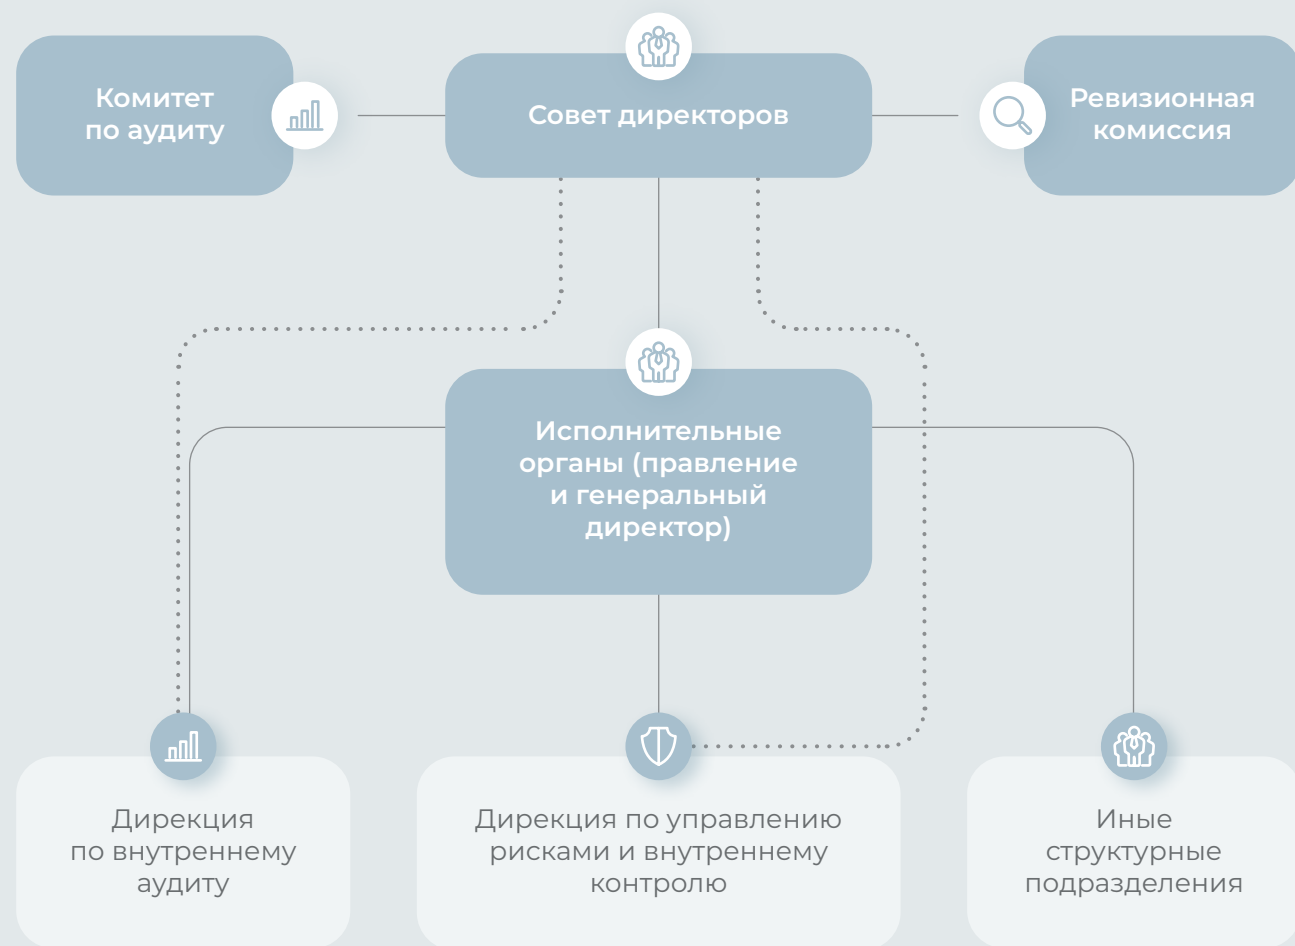 Комитет
по аудиту
Совет директоров
Ревизионная
комиссия
Исполнительные
органы (правление
и генеральный
директор)
Дирекция
по внутреннему
аудиту
Дирекция по управлению
рисками и внутреннему
контролю
Иные
структурные
подразделения